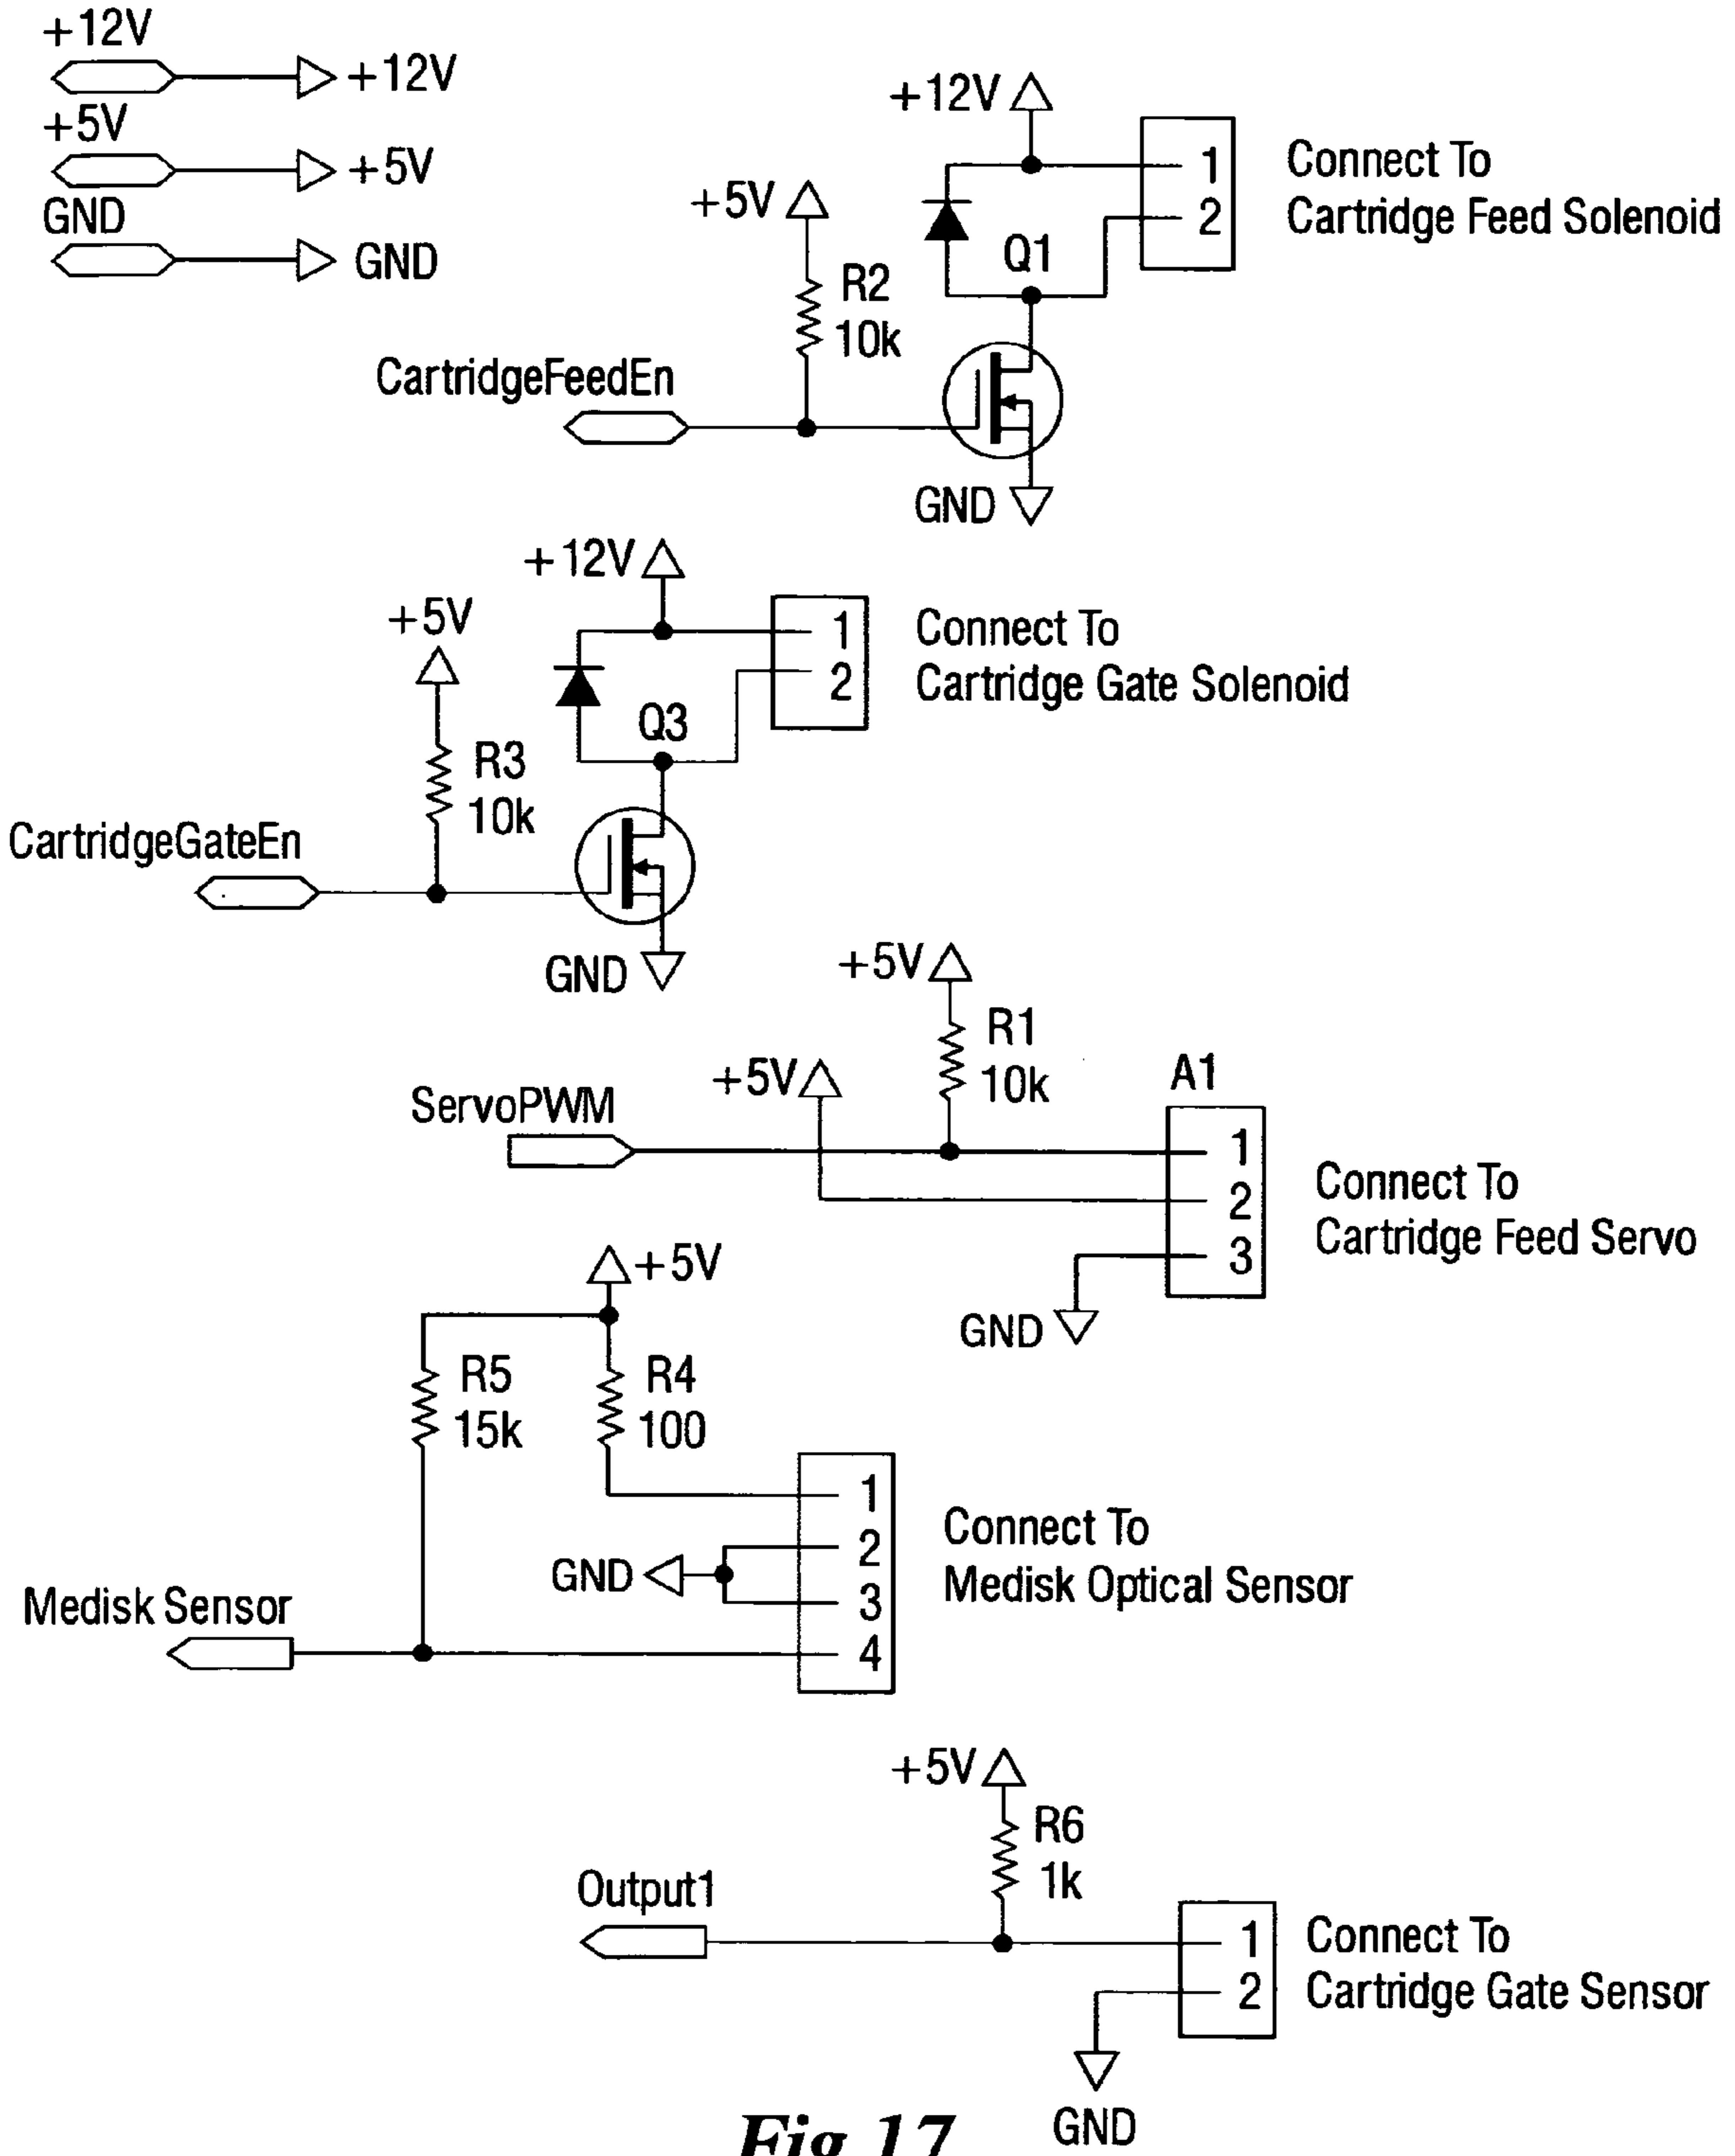 +12V
+12V
+5V
+5V
GND
GND
+12V
1
2
Connect To
Cartridge Feed Solenoid
+5V
Q1
R2
10k
CartridgeFeedEn
GND
+12V
1
2
Connect To
Cartridge Gate Solenoid
+5V
Q3
R3
10k
CartridgeGateEn
GND
+5V
R1
10k
+5V
A1
ServoPWM
1
2
3
Connect To
Cartridge Feed Servo
GND
+5V
R5
15k
R4
100
1
2
3
4
Connect To
Medisk Optical Sensor
GND
Medisk Sensor
+5V
R6
1k
Output1
1
2
Connect To
Cartridge Gate Sensor
GND
Fig 17